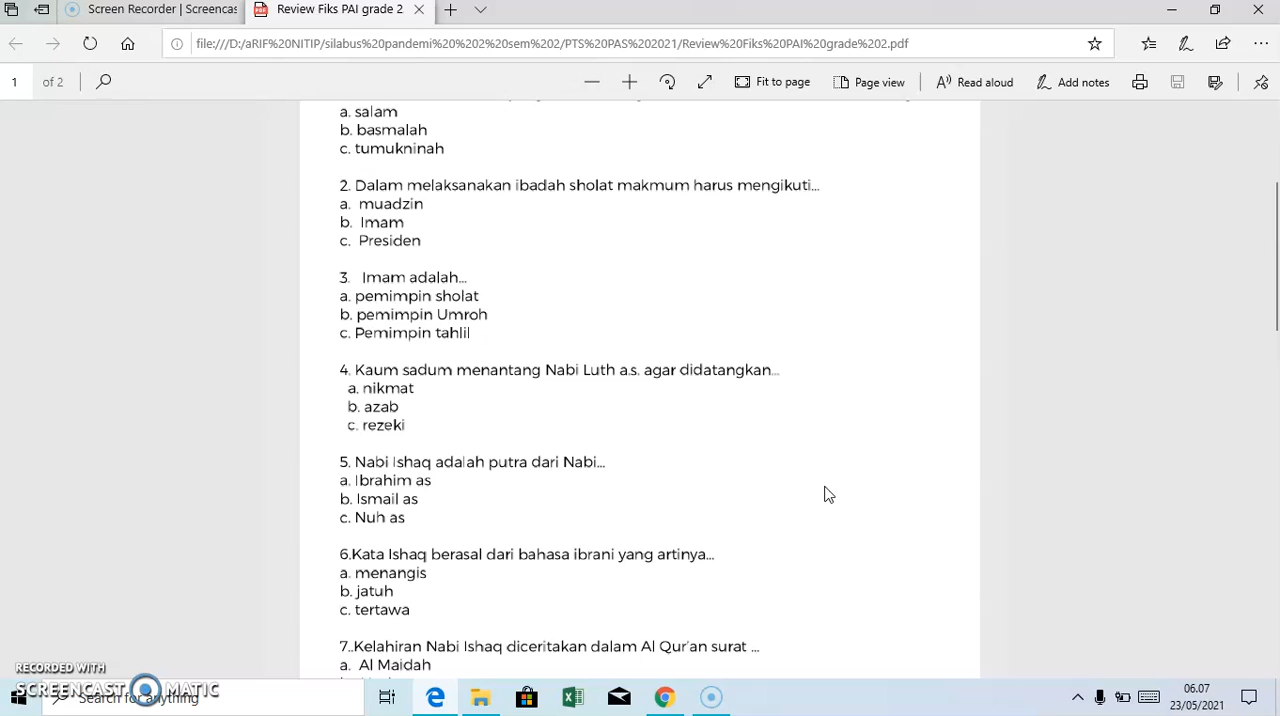 Screen Recorder | Screencas
Review Fiks PAI grade 2
file:///D:/aRIF%20NITIP/silabus%20pandemi%20%202%20sem%202/PTS%20PAS%202021/Review%20Fiks%20PAI%20grade%202.pdf
1 of 2
Fit to page
Page view
Read aloud
Add notes
a. salam
b. basmalah
c. tumukninah
2. Dalam melaksanakan ibadah sholat makmum harus mengikuti...
a. muadzin
b. Imam
c. Presiden
3. Imam adalah...
a. pemimpin sholat
b. pemimpin Umroh
c. Pemimpin tahlil
4. Kaum sadum menantang Nabi Luth a.s. agar didatangkan...
a. nikmat
b. azab
c. rezeki
5. Nabi Ishaq adalah putra dari Nabi...
a. Ibrahim as
b. Ismail as
c. Nuh as
6.Kata Ishaq berasal dari bahasa ibrani yang artinya...
a. menangis
b. jatuh
c. tertawa
7..Kelahiran Nabi Ishaq diceritakan dalam Al Qur'an surat ...
a. Al Maidah
RECORDED WITH
SCREENCAST MATIC
Search for anything
06.07
23/05/2021